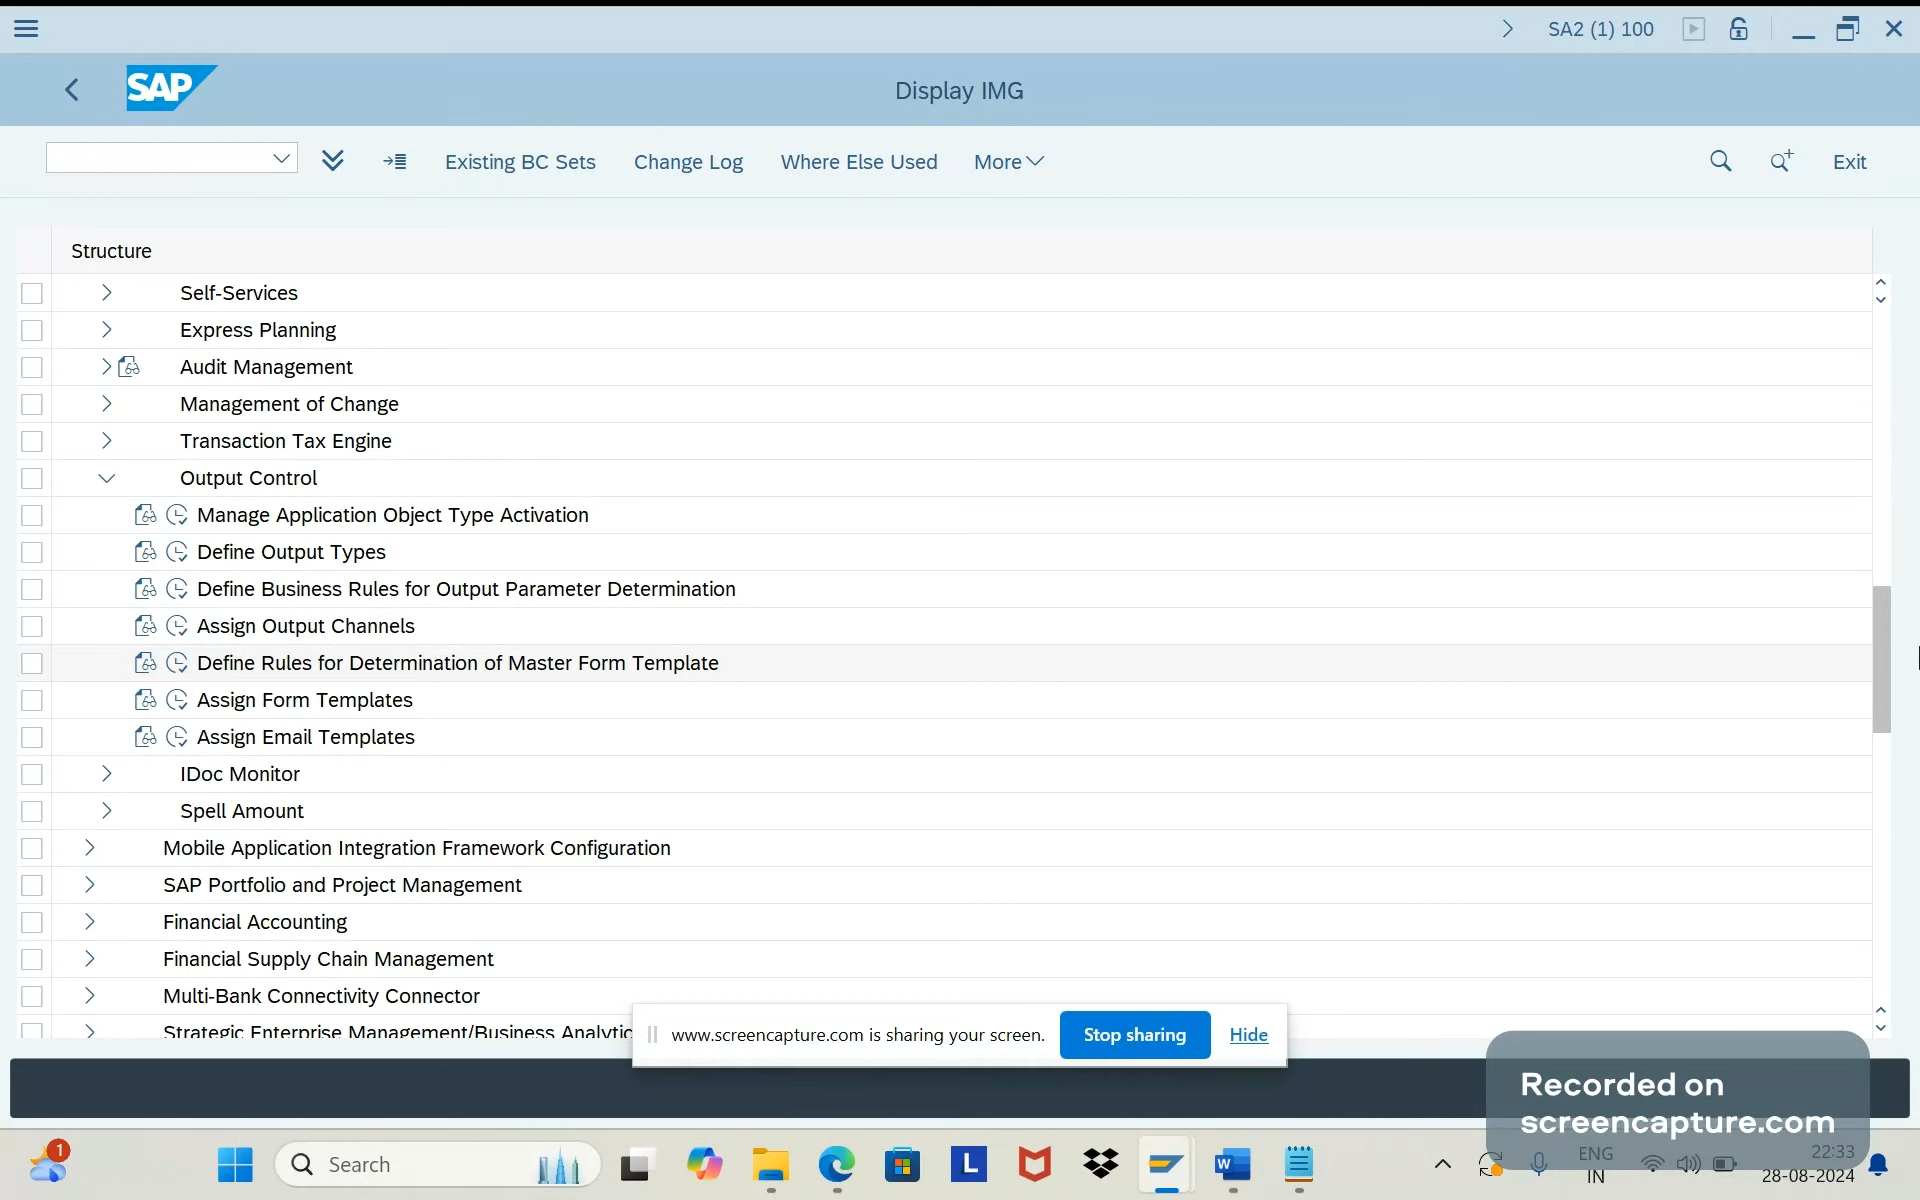 SA2 (1) 100
SAP
Display IMG
Existing BC Sets Change Log Where Else Used More Exit
Structure
Self-Services
Express Planning
Audit Management
Management of Change
Transaction Tax Engine
Output Control
Manage Application Object Type Activation
Define Output Types
Define Business Rules for Output Parameter Determination
Assign Output Channels
Define Rules for Determination of Master Form Template
Assign Form Templates
Assign Email Templates
IDoc Monitor
Spell Amount
Mobile Application Integration Framework Configuration
SAP Portfolio and Project Management
Financial Accounting
Financial Supply Chain Management
Multi-Bank Connectivity Connector
Strategic Enterprise Management/Business Analytic
www.screencapture.com is sharing your screen. Stop sharing Hide
Recorded on
screencapture.com
1
Search
L
W
ENG
IN
22:33
28-08-2024